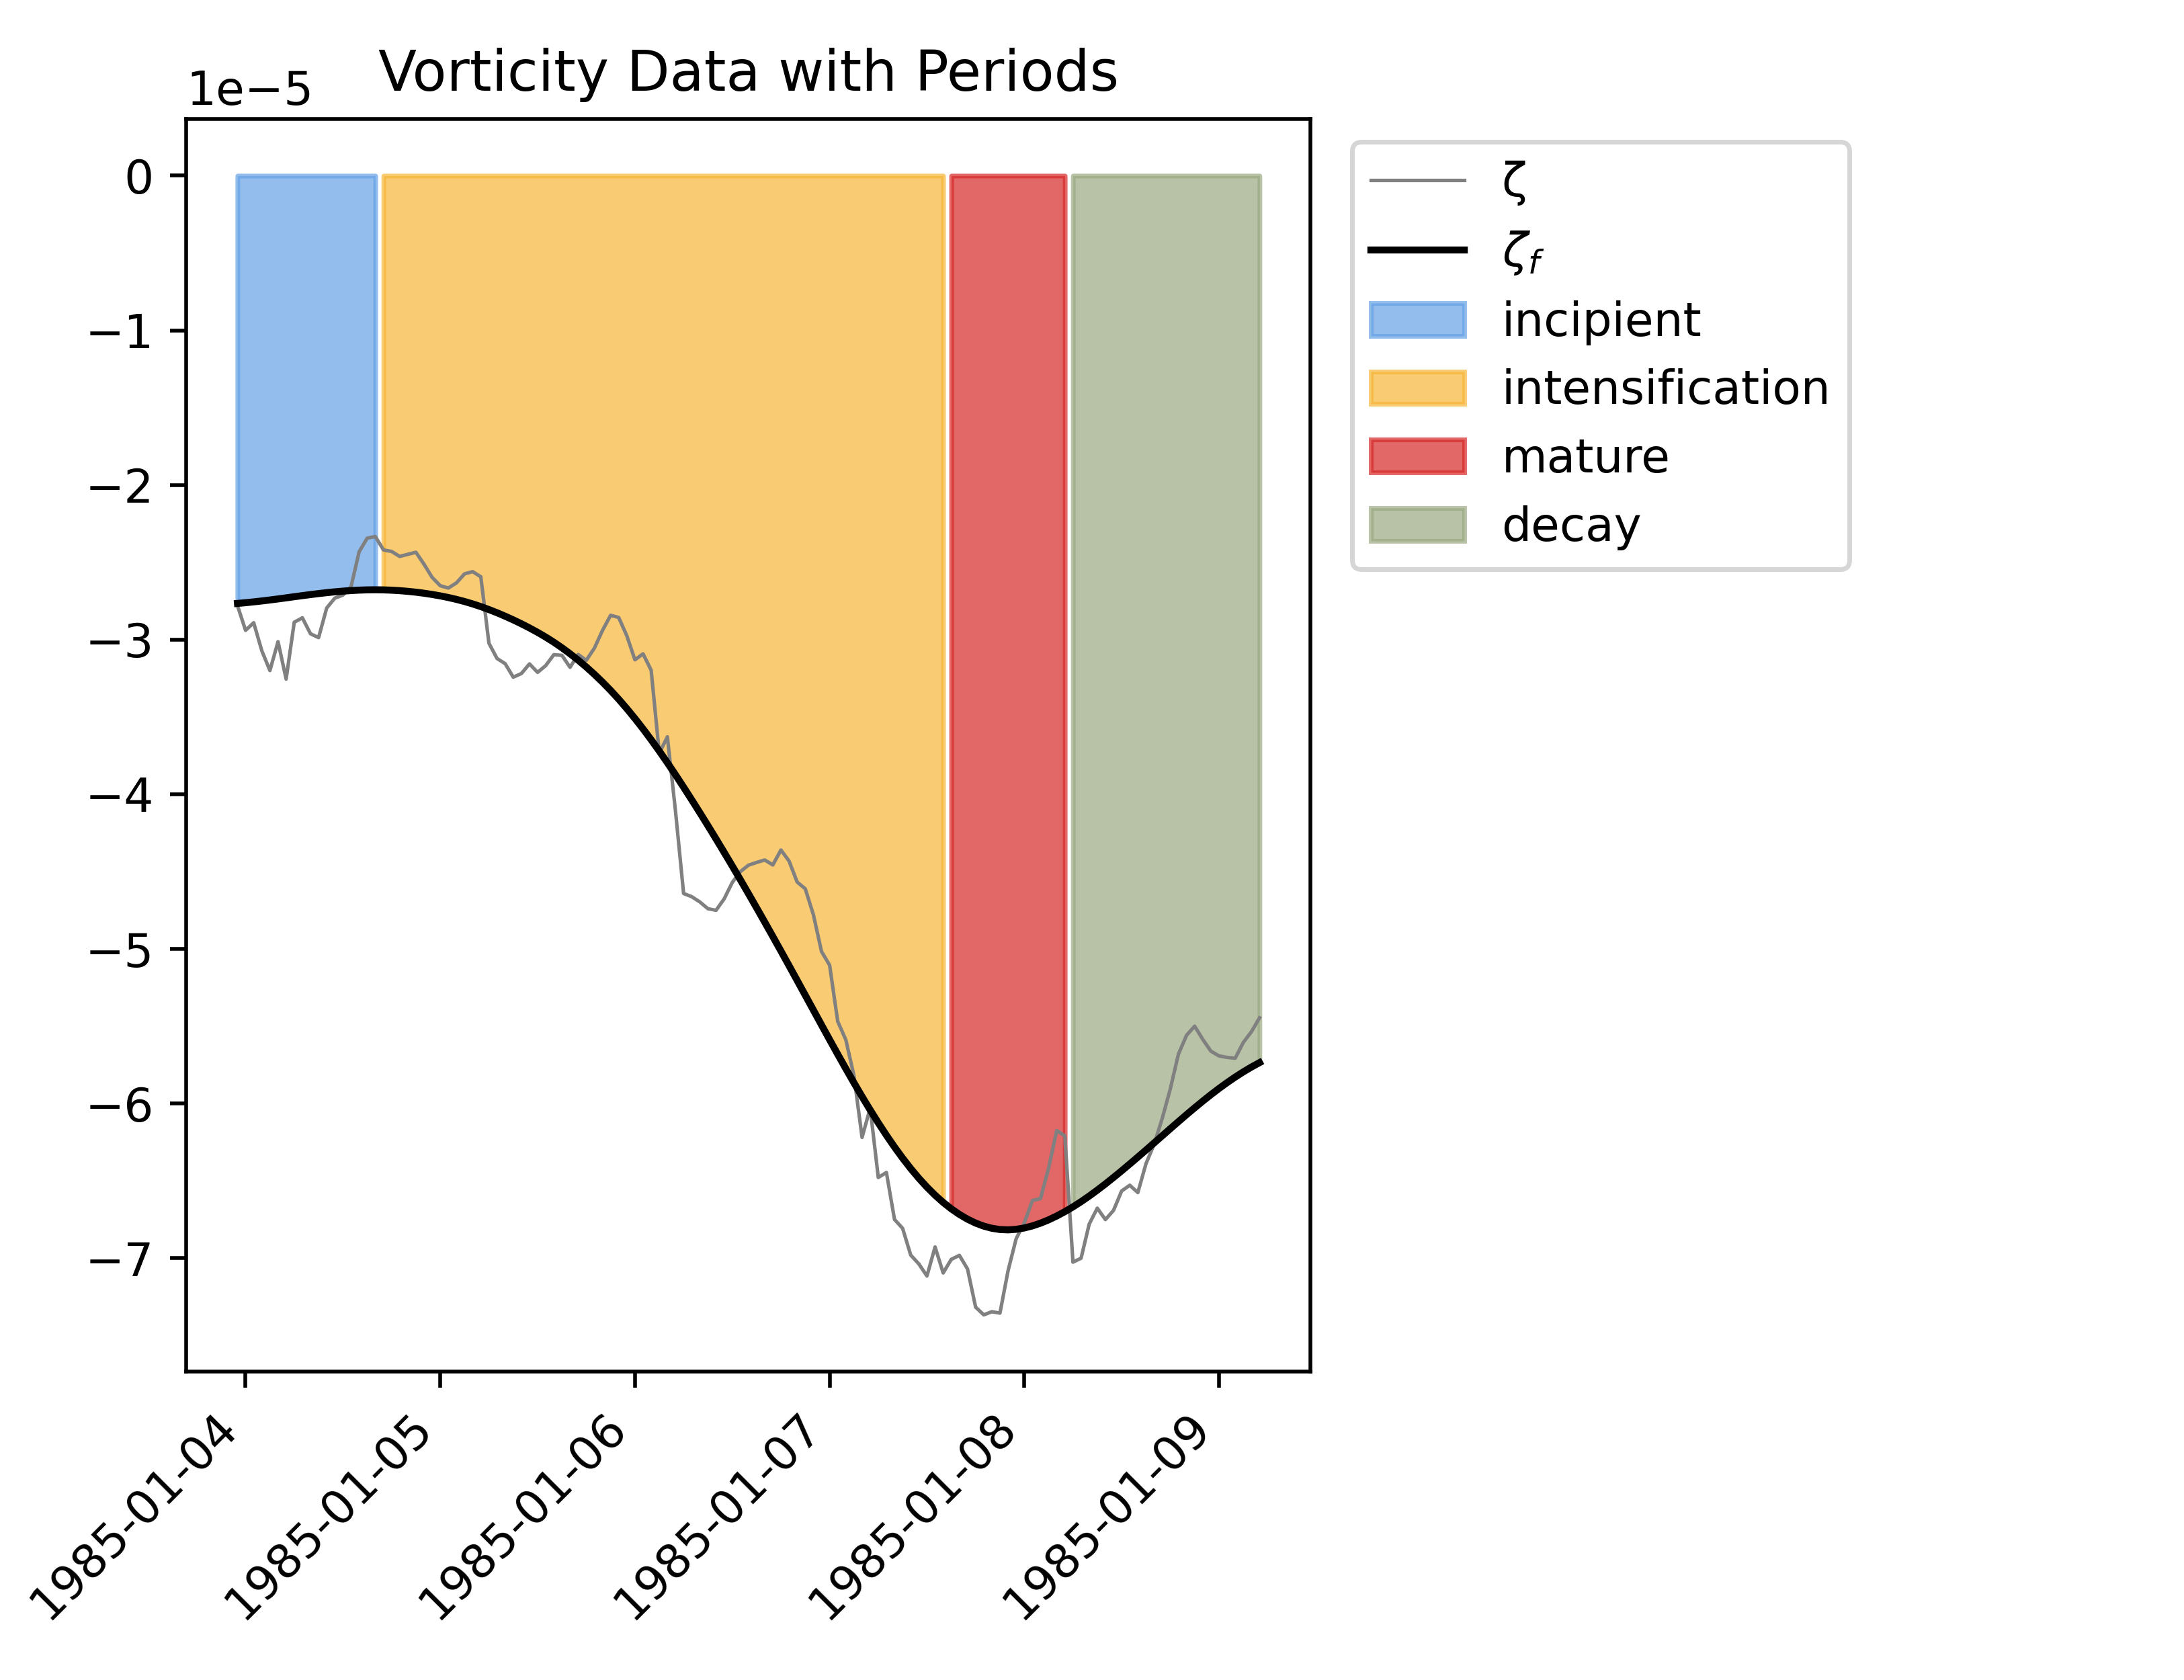 Vorticity Data with Periods
1e−5
0
−1
−2
−3
−4
−5
−6
−7
1985-01-04
1985-01-05
1985-01-06
1985-01-07
1985-01-08
1985-01-09
ζ
ζf
incipient
intensification
mature
decay